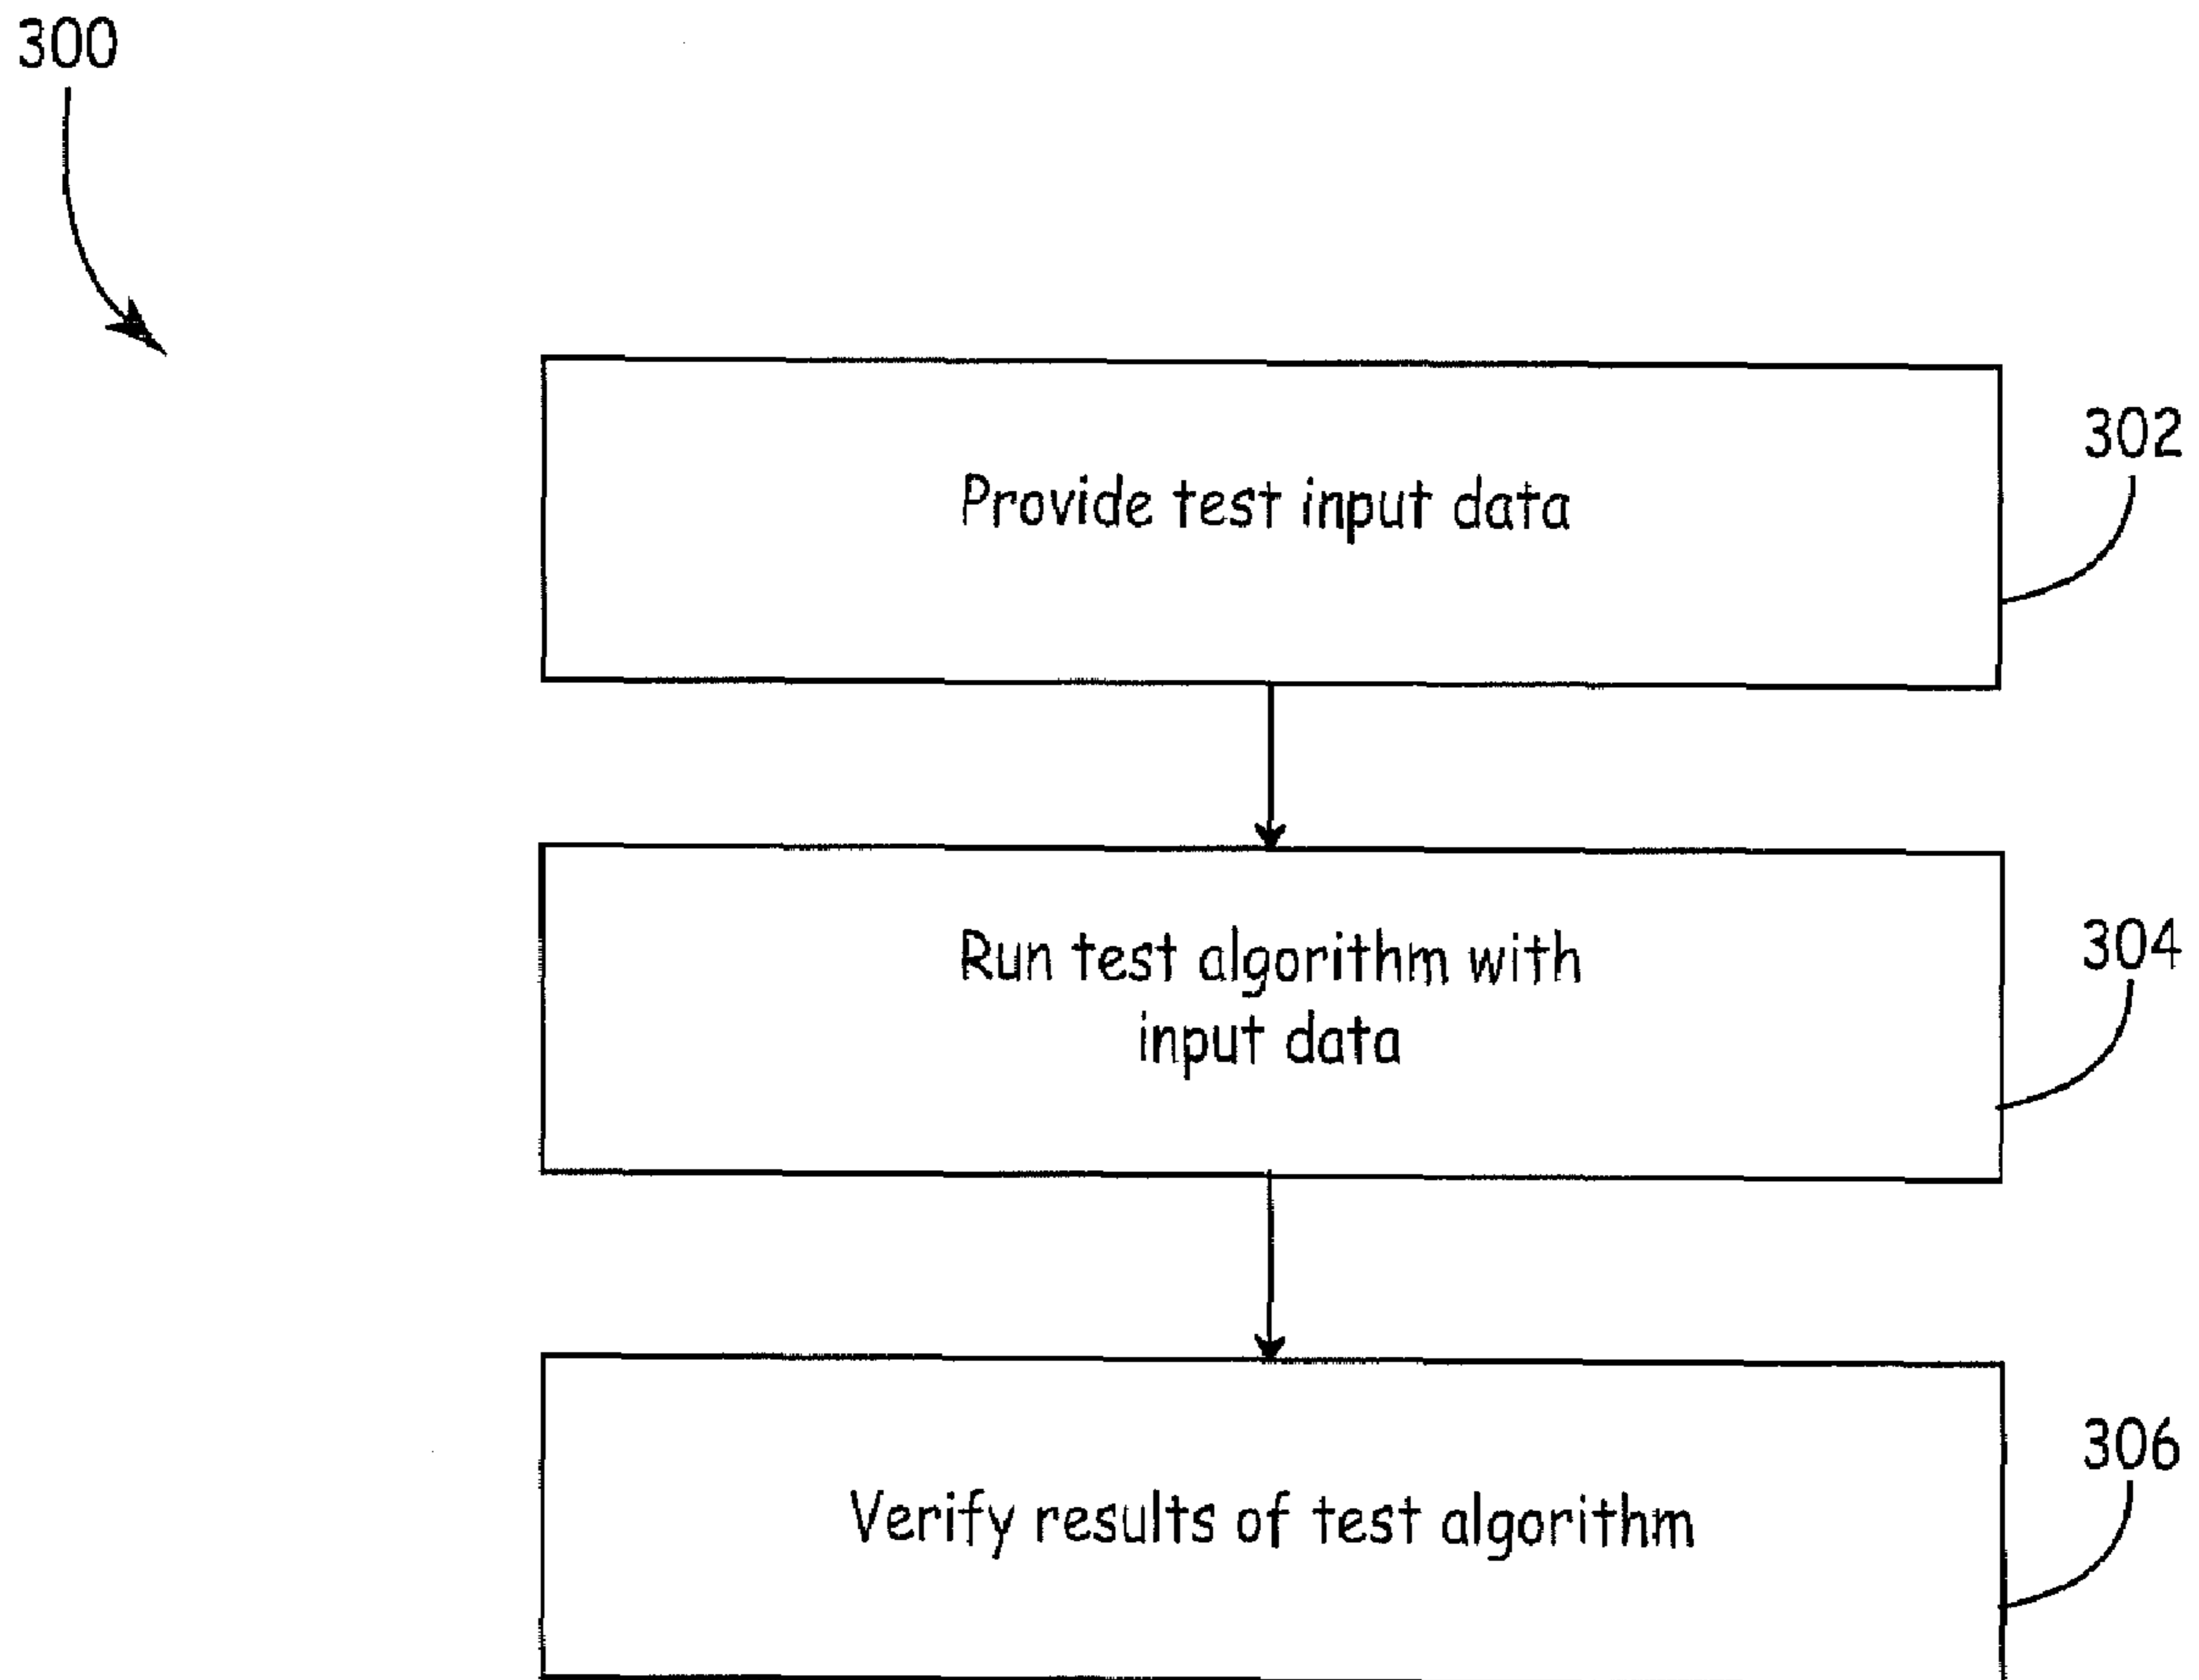 300
Provide test input data
302
Run test algorithm with
input data
304
Verify results of test algorithm
306